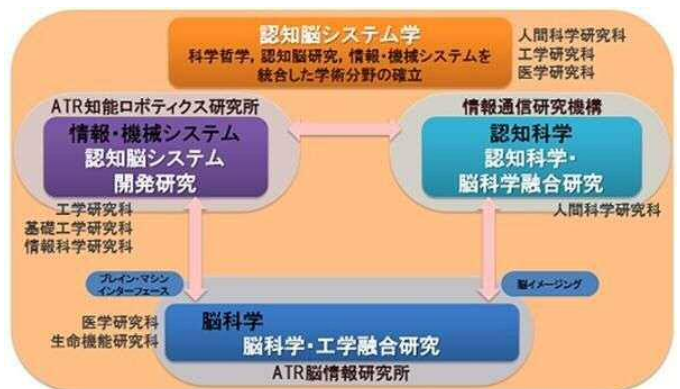 認知脳システム学
科学哲学，認知脳研究，情報・機械システムを
統合した学術分野の確立
人間科学研究科
工学研究科
医学研究科
ATR知能ロボティクス研究所
情報・機械システム
認知脳システム
開発研究
情報通信研究機構
認知科学
認知科学・
脳科学融合研究
工学研究科
基礎工学研究科
情報科学研究科
人間科学研究科
ブレイン・マシン
インターフェース
脳イメージング
医学研究科
生命機能研究科
脳科学
脳科学・工学融合研究
ATR脳情報研究所